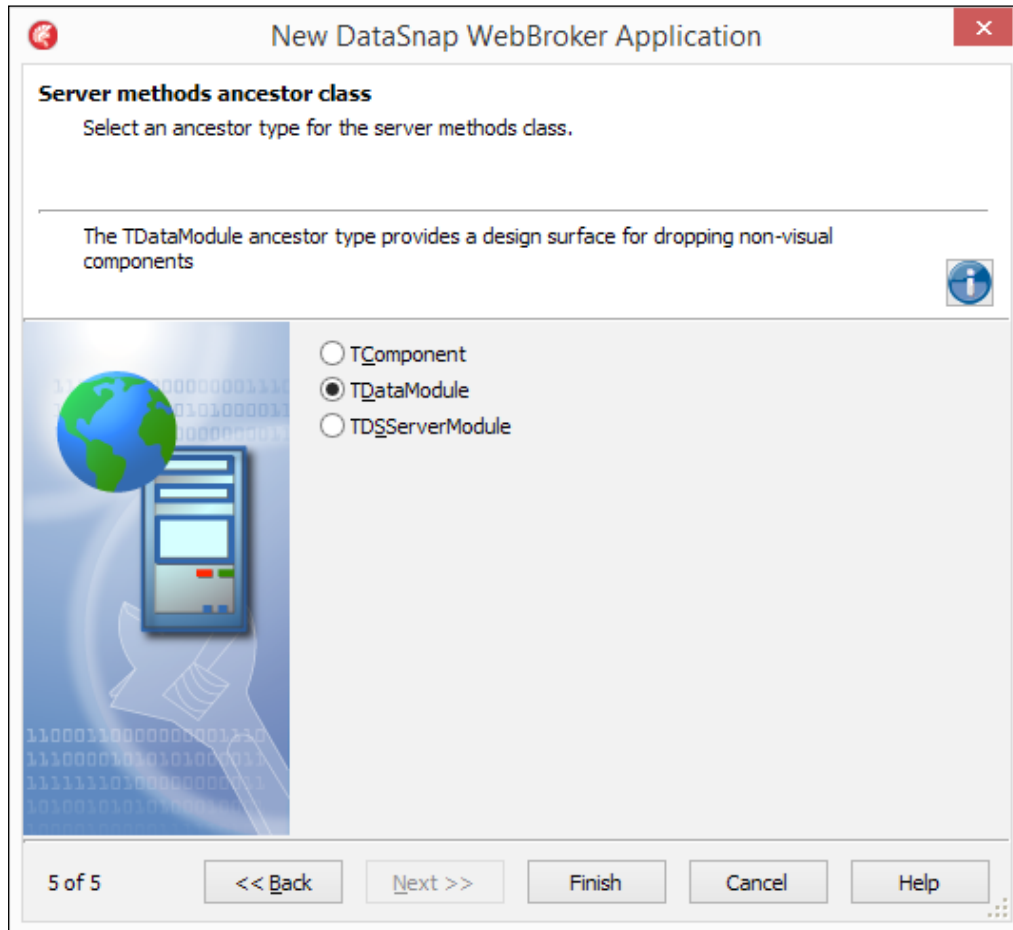 New DataSnap WebBroker Application
Server methods ancestor class
Select an ancestor type for the server methods class.
The TDataModule ancestor type provides a design surface for dropping non-visual
components
TComponent
TDataModule
TDSServerModule
5 of 5
<< Back
Next >>
Finish
Cancel
Help